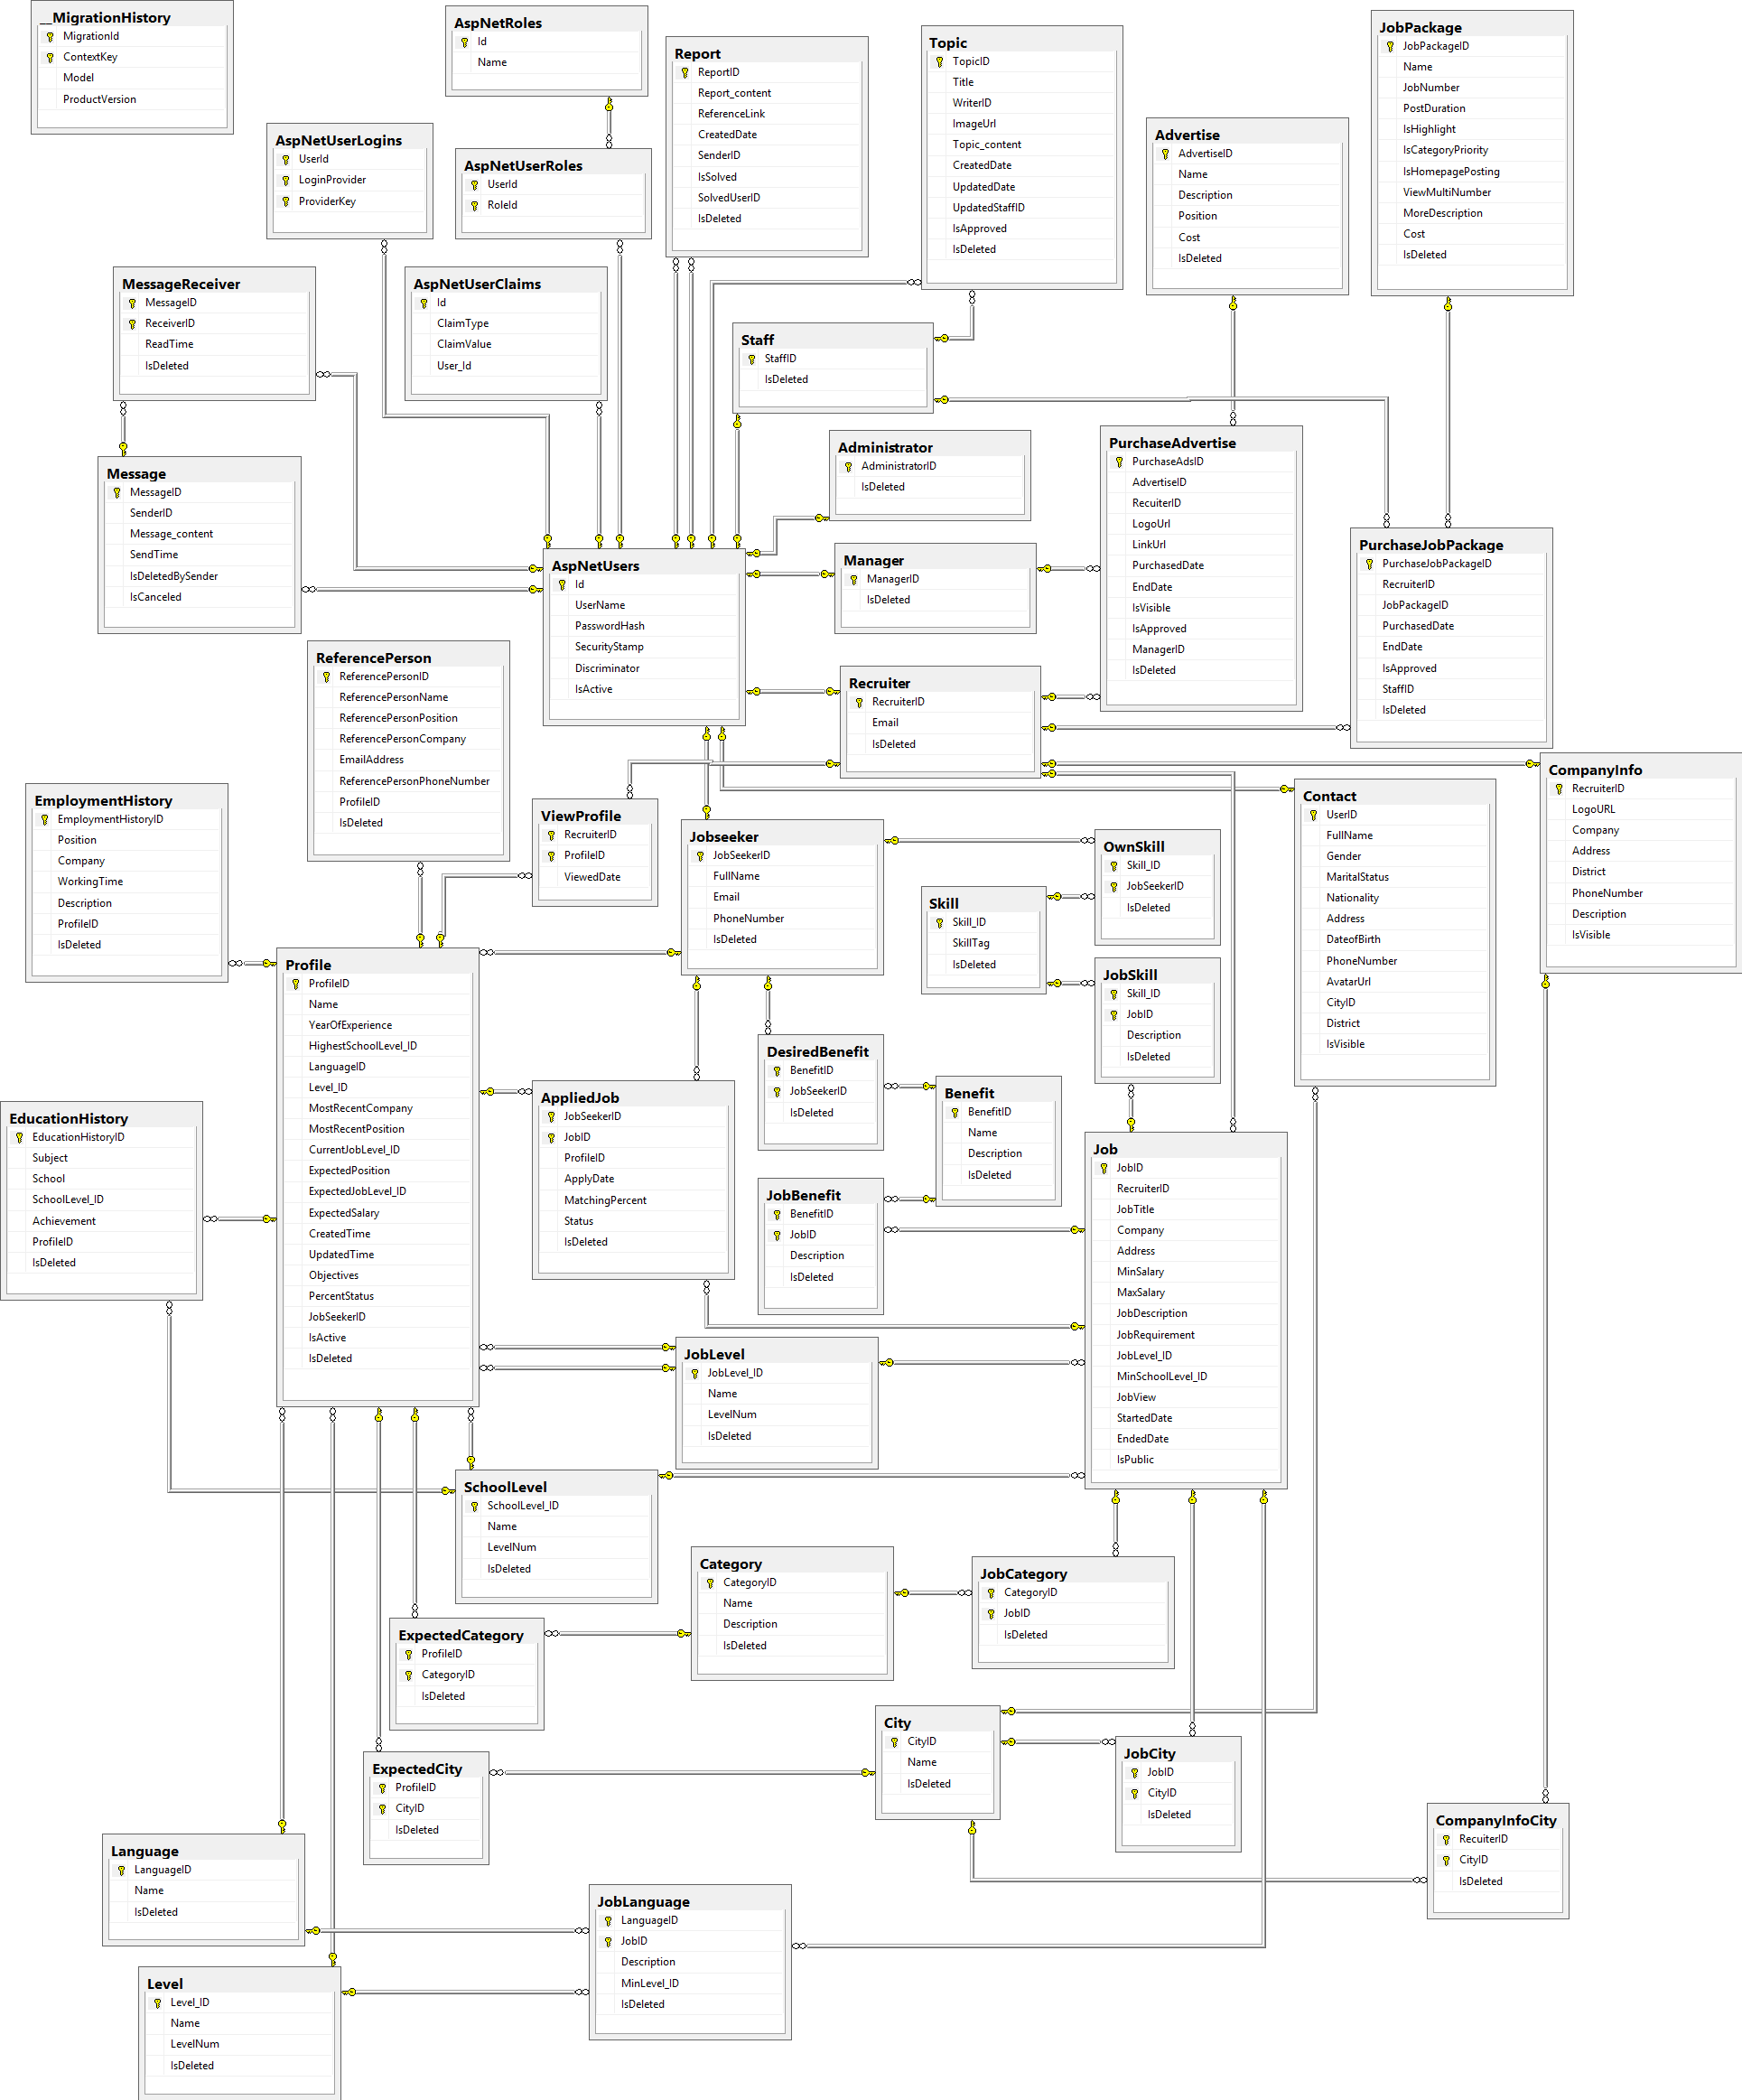 __MigrationHistory
MigrationId
ContextKey
Model
ProductVersion
AspNetRoles
Id
Name
Report
ReportID
Report_content
ReferenceLink
CreatedDate
SenderID
IsSolved
SolvedUserID
IsDeleted
Topic
TopicID
Title
WriterID
ImageUrl
Topic_content
CreatedDate
UpdatedDate
UpdatedStaffID
IsApproved
IsDeleted
JobPackage
JobPackageID
Name
JobNumber
PostDuration
IsHighlight
IsCategoryPriority
IsHomepagePosting
ViewMultiNumber
MoreDescription
Cost
IsDeleted
Advertise
AdvertiseID
Name
Description
Position
Cost
IsDeleted
AspNetUserLogins
UserId
LoginProvider
ProviderKey
AspNetUserRoles
UserId
RoleId
MessageReceiver
MessageID
ReceiverID
ReadTime
IsDeleted
AspNetUserClaims
Id
ClaimType
ClaimValue
User_Id
Staff
StaffID
IsDeleted
Administrator
AdministratorID
IsDeleted
PurchaseAdvertise
PurchaseAdsID
AdvertiseID
RecuiterID
LogoUrl
LinkUrl
PurchasedDate
EndDate
IsVisible
IsApproved
ManagerID
IsDeleted
Message
MessageID
SenderID
Message_content
SendTime
IsDeletedBySender
IsCanceled
PurchaseJobPackage
PurchaseJobPackageID
RecruiterID
JobPackageID
PurchasedDate
EndDate
IsApproved
StaffID
IsDeleted
AspNetUsers
Id
UserName
PasswordHash
SecurityStamp
Discriminator
IsActive
Manager
ManagerID
IsDeleted
ReferencePerson
ReferencePersonID
ReferencePersonName
ReferencePersonPosition
ReferencePersonCompany
EmailAddress
ReferencePersonPhoneNumber
ProfileID
IsDeleted
Recruiter
RecruiterID
Email
IsDeleted
CompanyInfo
RecruiterID
LogoURL
Company
Address
District
PhoneNumber
Description
IsVisible
EmploymentHistory
EmploymentHistoryID
Position
Company
WorkingTime
Description
ProfileID
IsDeleted
ViewProfile
RecruiterID
ProfileID
ViewedDate
Contact
UserID
FullName
Gender
MaritalStatus
Nationality
Address
DateofBirth
PhoneNumber
AvatarUrl
CityID
District
IsVisible
Jobseeker
JobSeekerID
FullName
Email
PhoneNumber
IsDeleted
OwnSkill
Skill_ID
JobSeekerID
IsDeleted
Skill
Skill_ID
SkillTag
IsDeleted
Profile
ProfileID
Name
YearOfExperience
HighestSchoolLevel_ID
LanguageID
Level_ID
MostRecentCompany
MostRecentPosition
CurrentJobLevel_ID
ExpectedPosition
ExpectedJobLevel_ID
ExpectedSalary
CreatedTime
UpdatedTime
Objectives
PercentStatus
JobSeekerID
IsActive
IsDeleted
JobSkill
Skill_ID
JobID
Description
IsDeleted
DesiredBenefit
BenefitID
JobSeekerID
IsDeleted
Benefit
BenefitID
Name
Description
IsDeleted
AppliedJob
JobSeekerID
JobID
ProfileID
ApplyDate
MatchingPercent
Status
IsDeleted
EducationHistory
EducationHistoryID
Subject
School
SchoolLevel_ID
Achievement
ProfileID
IsDeleted
Job
JobID
RecruiterID
JobTitle
Company
Address
MinSalary
MaxSalary
JobDescription
JobRequirement
JobLevel_ID
MinSchoolLevel_ID
JobView
StartedDate
EndedDate
IsPublic
JobBenefit
BenefitID
JobID
Description
IsDeleted
JobLevel
JobLevel_ID
Name
LevelNum
IsDeleted
SchoolLevel
SchoolLevel_ID
Name
LevelNum
IsDeleted
Category
CategoryID
Name
Description
IsDeleted
JobCategory
CategoryID
JobID
IsDeleted
ExpectedCategory
ProfileID
CategoryID
IsDeleted
City
CityID
Name
IsDeleted
JobCity
JobID
CityID
IsDeleted
ExpectedCity
ProfileID
CityID
IsDeleted
CompanyInfoCity
RecuiterID
CityID
IsDeleted
Language
LanguageID
Name
IsDeleted
JobLanguage
LanguageID
JobID
Description
MinLevel_ID
IsDeleted
Level
Level_ID
Name
LevelNum
IsDeleted